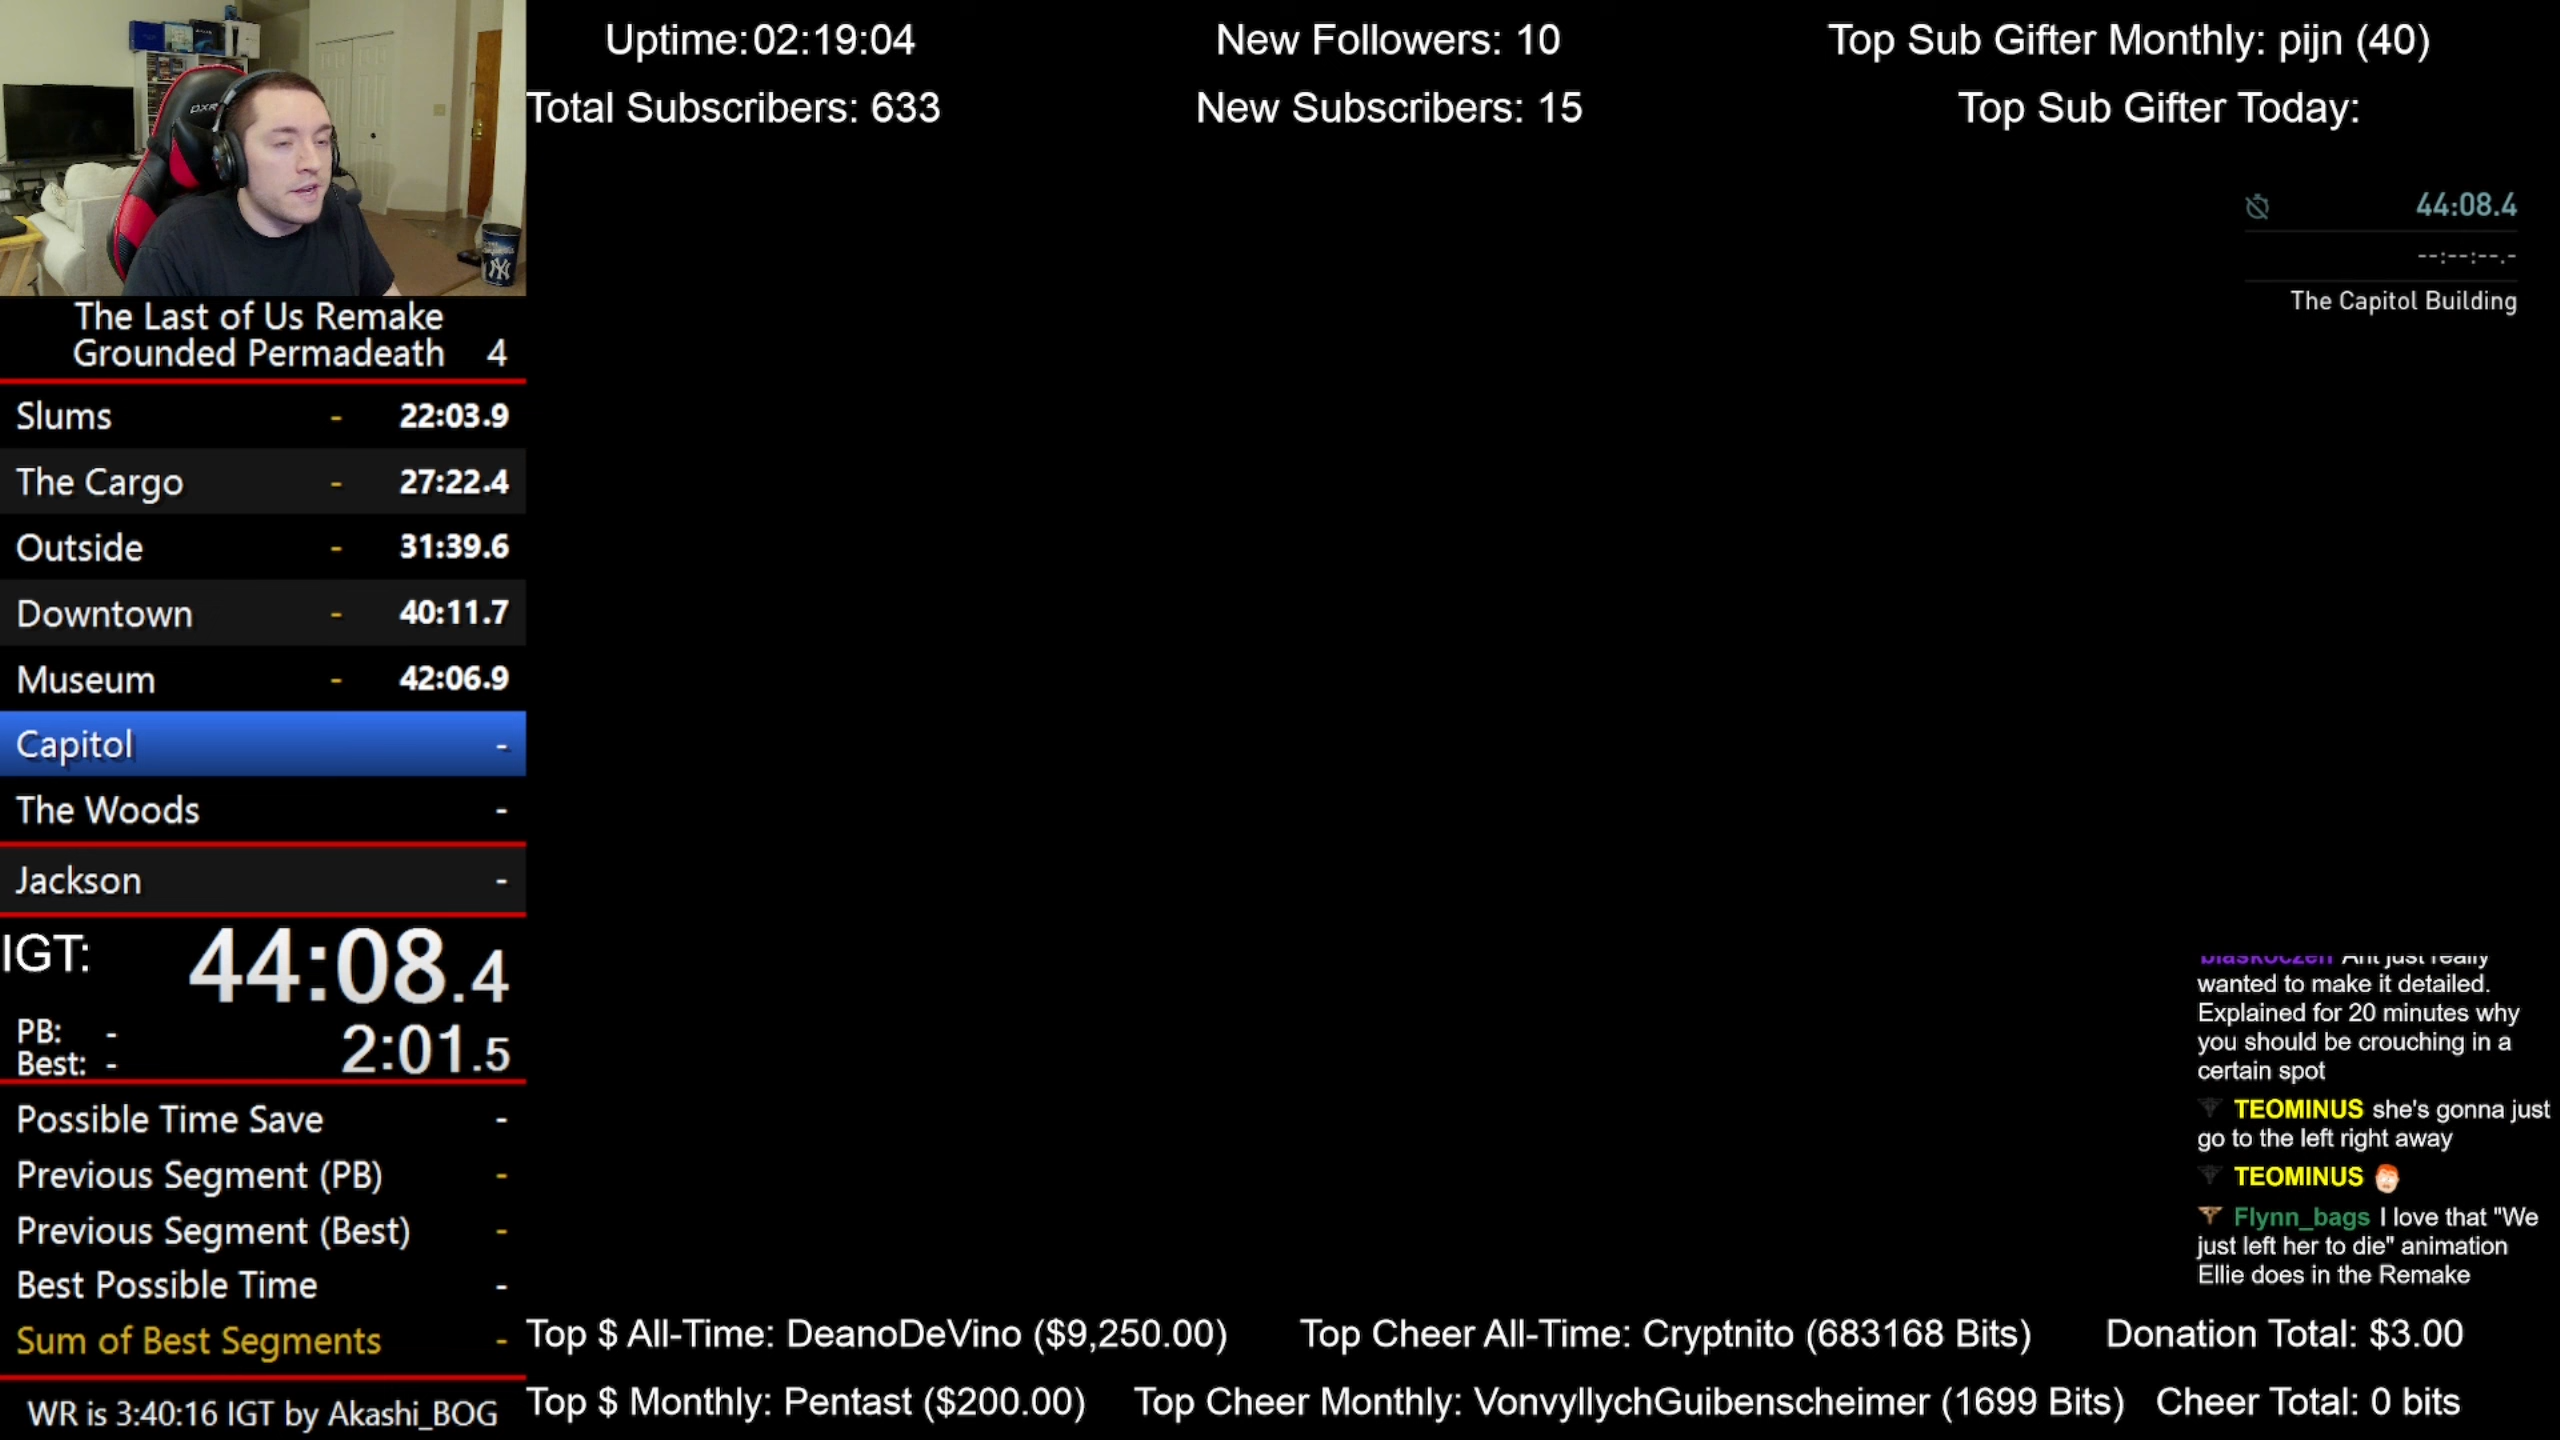 Uptime: 02:19:04
New Followers: 10
Top Sub Gifter Monthly: pijn (40)
Total Subscribers: 633
New Subscribers: 15
Top Sub Gifter Today:
DXR
NY
44:08.4
--:--:--.-
The Capitol Building
The Last of Us Remake
Grounded Permadeath 4
Slums - 22:03.9
The Cargo - 27:22.4
Outside - 31:39.6
Downtown - 40:11.7
Museum - 42:06.9
Capitol -
The Woods -
Jackson -
IGT: 44:08.4
PB: - 2:01.5
Best: -
Possible Time Save -
Previous Segment (PB) -
Previous Segment (Best) -
Best Possible Time -
Sum of Best Segments -
WR is 3:40:16 IGT by Akashi_BOG
blaskoczen Ant just really
wanted to make it detailed.
Explained for 20 minutes why
you should be crouching in a
certain spot
TEOMINUS she's gonna just
go to the left right away
TEOMINUS
Flynn_bags I love that "We
just left her to die" animation
Ellie does in the Remake
Top $ All-Time: DeanoDeVino ($9,250.00)
Top Cheer All-Time: Cryptnito (683168 Bits)
Donation Total: $3.00
Top $ Monthly: Pentast ($200.00)
Top Cheer Monthly: VonvyllychGuibenscheimer (1699 Bits)
Cheer Total: 0 bits